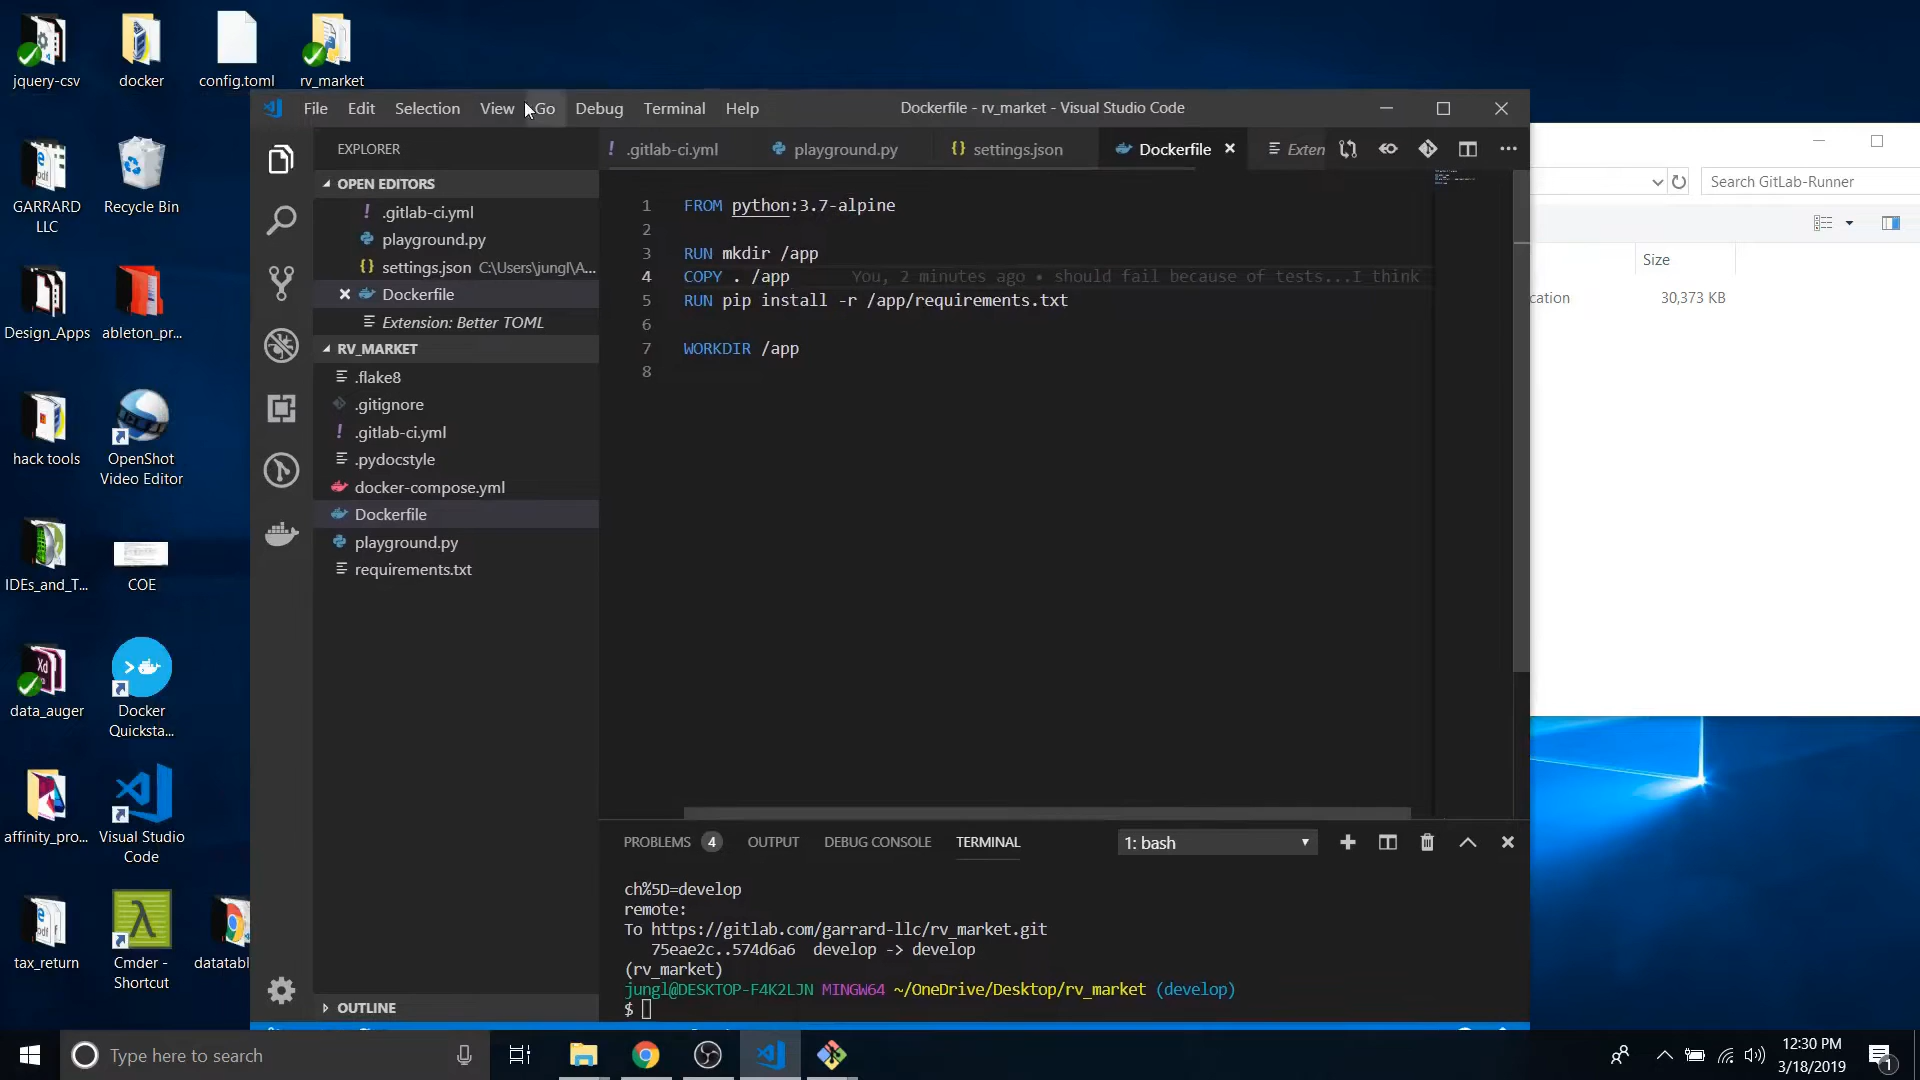 jquery-csv
docker
config.toml
rv_market
GARRARD
LLC
Recycle Bin
Design_Apps
ableton_pr...
hack tools
OpenShot
Video Editor
IDEs_and_T...
COE
data_auger
Docker
Quicksta...
affinity_pro...
Visual Studio
Code
tax_return
Cmder -
Shortcut
datatabl
File Edit Selection View Go Debug Terminal Help
Dockerfile - rv_market - Visual Studio Code
EXPLORER
OPEN EDITORS
! .gitlab-ci.yml
playground.py
{} settings.json C:\Users\jungl\A...
Dockerfile
Extension: Better TOML
RV_MARKET
.flake8
.gitignore
! .gitlab-ci.yml
.pydocstyle
docker-compose.yml
Dockerfile
playground.py
requirements.txt
OUTLINE
! .gitlab-ci.yml playground.py {} settings.json Dockerfile Exten
1 FROM python:3.7-alpine
2
3 RUN mkdir /app
4 COPY . /app You, 2 minutes ago • should fail because of tests...I think
5 RUN pip install -r /app/requirements.txt
6
7 WORKDIR /app
8
PROBLEMS 4 OUTPUT DEBUG CONSOLE TERMINAL 1: bash
ch%5D=develop
remote:
To https://gitlab.com/garrard-llc/rv_market.git
75eae2c..574d6a6 develop -> develop
(rv_market)
jungl@DESKTOP-F4K2LJN MINGW64 ~/OneDrive/Desktop/rv_market (develop)
$
Search GitLab-Runner
Size
cation 30,373 KB
Type here to search
12:30 PM
3/18/2019
1